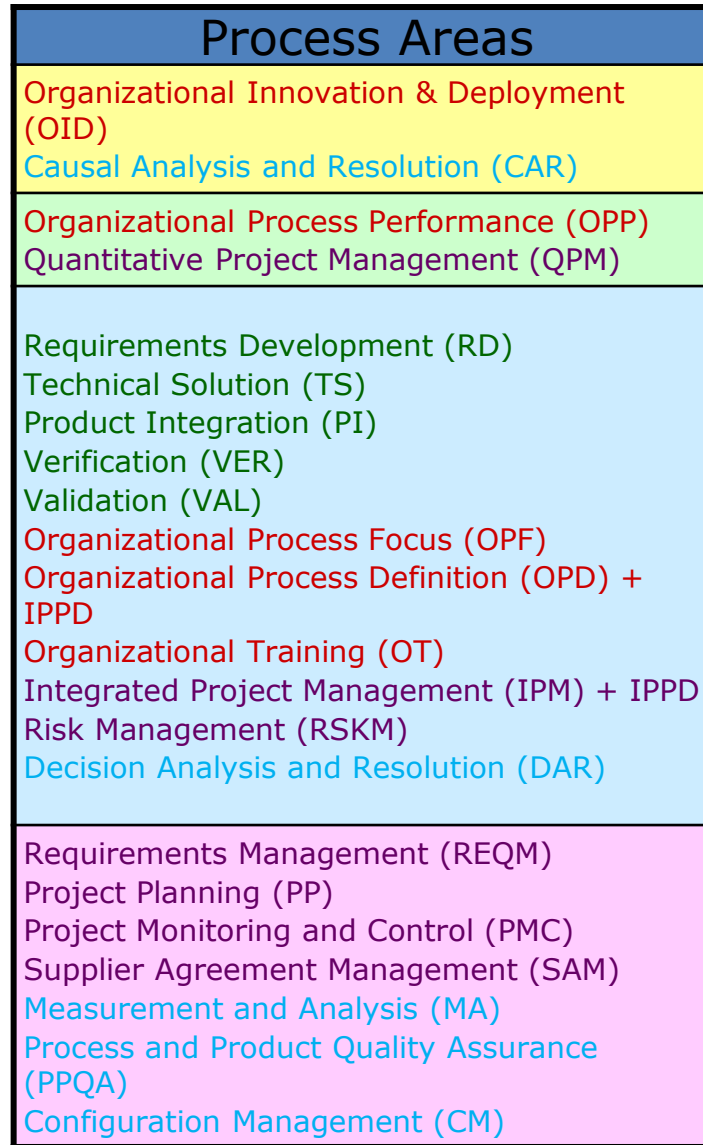 Process Areas
Organizational Innovation & Deployment
(OID)
Causal Analysis and Resolution (CAR)
Organizational Process Performance (OPP)
Quantitative Project Management (QPM)
Requirements Development (RD)
Technical Solution (TS)
Product Integration (PI)
Verification (VER)
Validation (VAL)
Organizational Process Focus (OPF)
Organizational Process Definition (OPD) +
IPPD
Organizational Training (OT)
Integrated Project Management (IPM) + IPPD
Risk Management (RSKM)
Decision Analysis and Resolution (DAR)
Requirements Management (REQM)
Project Planning (PP)
Project Monitoring and Control (PMC)
Supplier Agreement Management (SAM)
Measurement and Analysis (MA)
Process and Product Quality Assurance
(PPQA)
Configuration Management (CM)